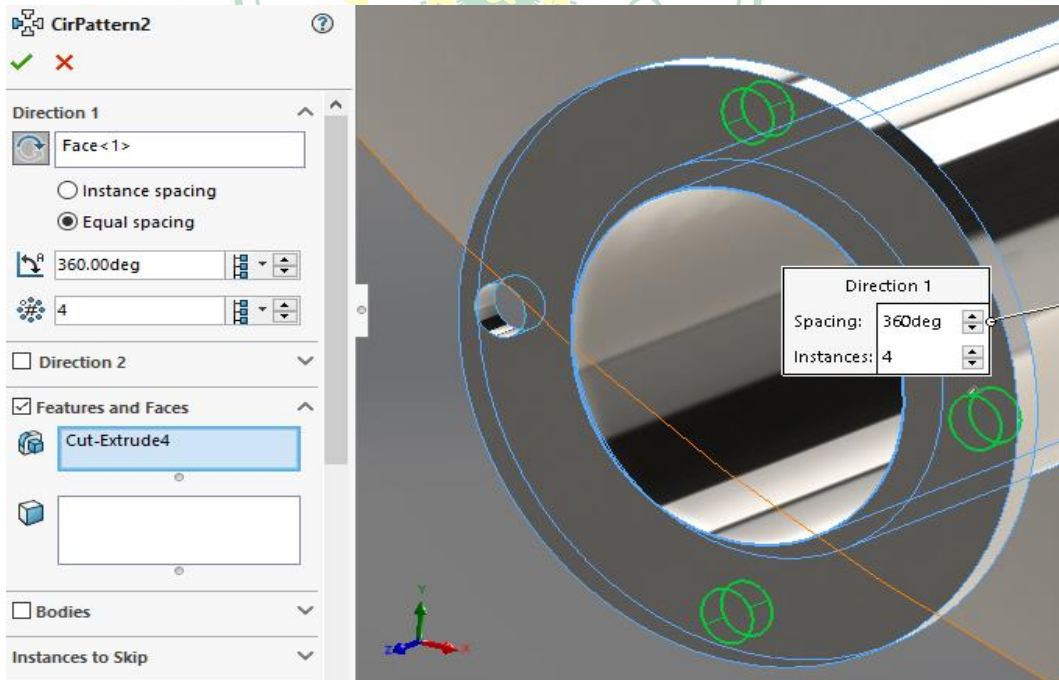 CirPattern2
?
Direction 1
Face<1>
Instance spacing
Equal spacing
360.00deg
4
Direction 2
Features and Faces
Cut-Extrude4
Bodies
Instances to Skip
Direction 1
Spacing: 360deg
Instances: 4
Y
Z X